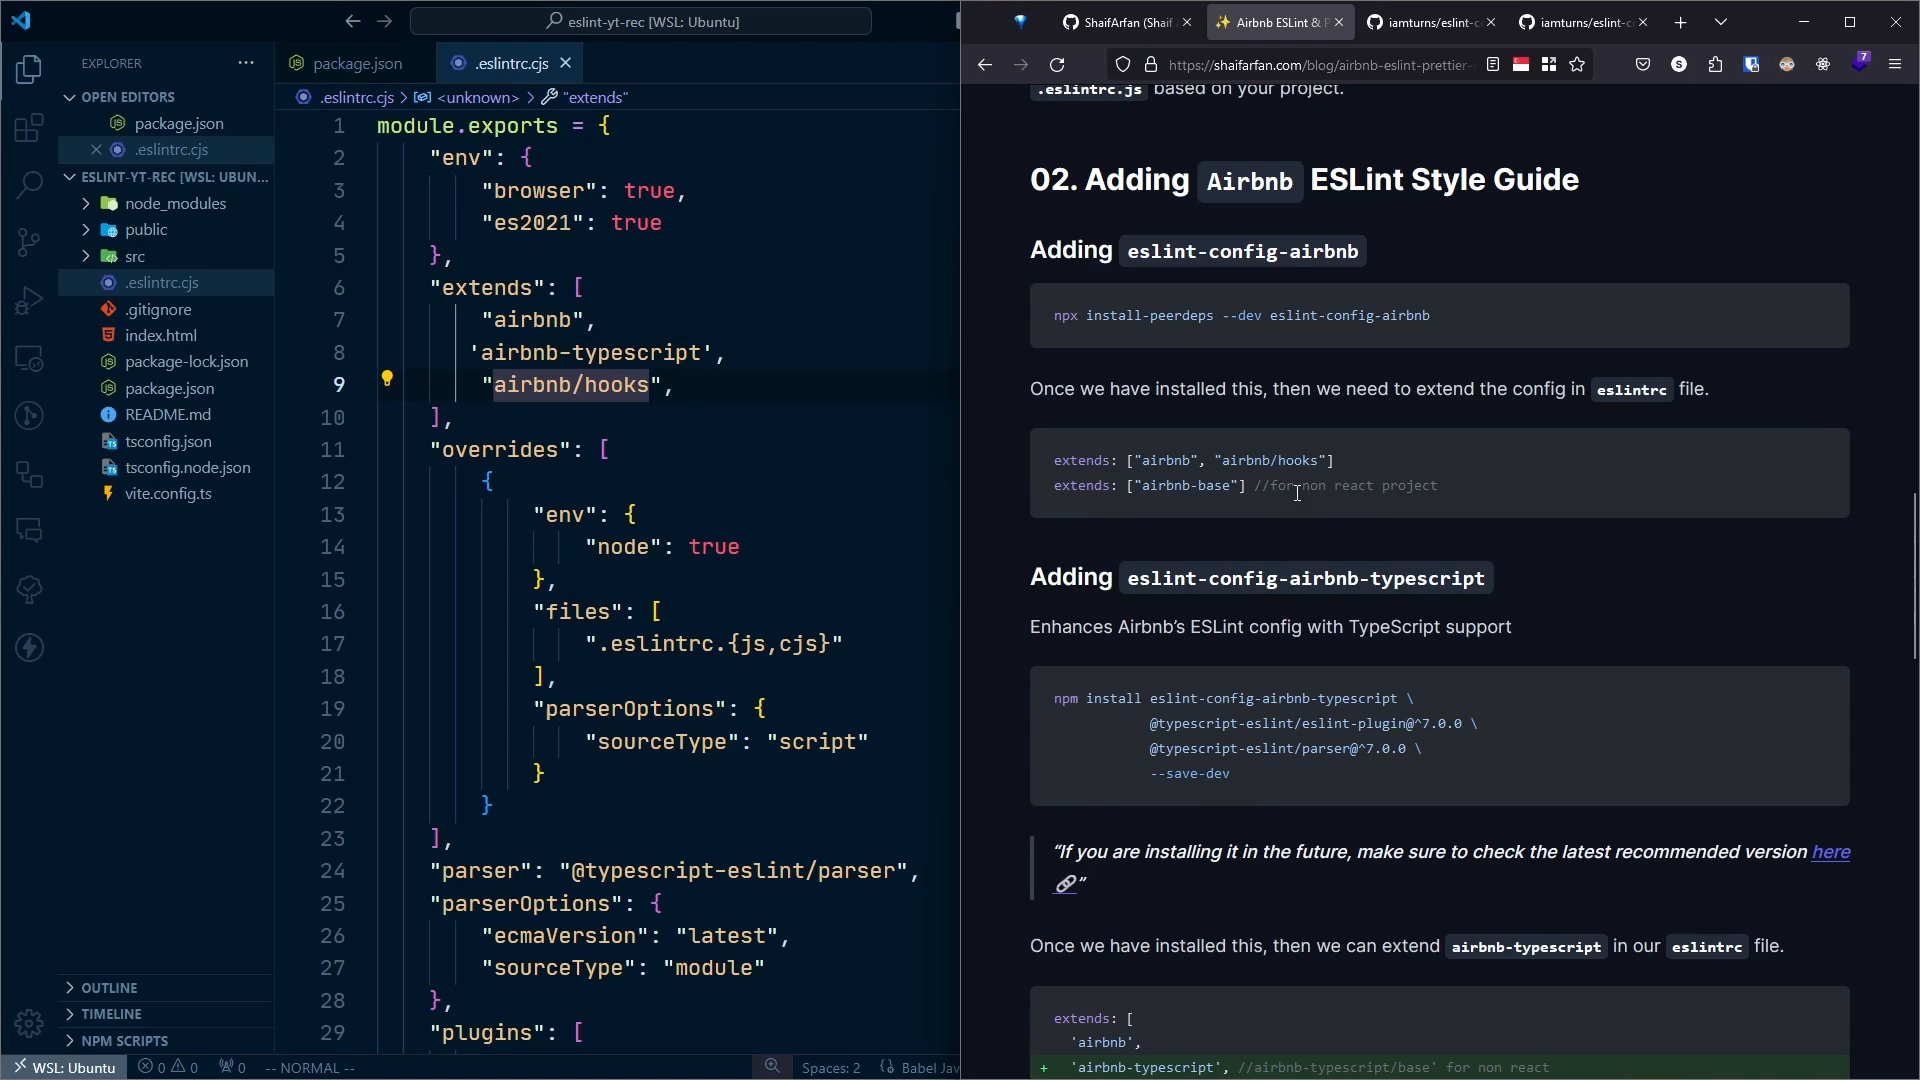 eslint-yt-rec [WSL: Ubuntu]
EXPLORER
OPEN EDITORS
package.json
.eslintrc.cjs
ESLINT-YT-REC [WSL: UBUN...
node_modules
public
src
.eslintrc.cjs
.gitignore
index.html
package-lock.json
package.json
README.md
tsconfig.json
tsconfig.node.json
vite.config.ts
OUTLINE
TIMELINE
NPM SCRIPTS
package.json
.eslintrc.cjs
.eslintrc.cjs > <unknown> > "extends"
1 module.exports = {
2 "env": {
3 "browser": true,
4 "es2021": true
5 },
6 "extends": [
7 "airbnb",
8 'airbnb-typescript',
9 "airbnb/hooks",
10 ],
11 "overrides": [
12 {
13 "env": {
14 "node": true
15 },
16 "files": [
17 ".eslintrc.{js,cjs}"
18 ],
19 "parserOptions": {
20 "sourceType": "script"
21 }
22 }
23 ],
24 "parser": "@typescript-eslint/parser",
25 "parserOptions": {
26 "ecmaVersion": "latest",
27 "sourceType": "module"
28 },
29 "plugins": [
WSL: Ubuntu
0 0
0
-- NORMAL --
Spaces: 2
Babel Jav
ShaifArfan (Shaif
Airbnb ESLint & P
iamturns/eslint-c
iamturns/eslint-c
https://shaifarfan.com/blog/airbnb-eslint-prettier-
S
7
.eslintrc.js based on your project.
02. Adding Airbnb ESLint Style Guide
Adding eslint-config-airbnb
npx install-peerdeps --dev eslint-config-airbnb
Once we have installed this, then we need to extend the config in eslintrc file.
extends: ["airbnb", "airbnb/hooks"]
extends: ["airbnb-base"] //for non react project
Adding eslint-config-airbnb-typescript
Enhances Airbnb’s ESLint config with TypeScript support
npm install eslint-config-airbnb-typescript \
@typescript-eslint/eslint-plugin@^7.0.0 \
@typescript-eslint/parser@^7.0.0 \
--save-dev
“If you are installing it in the future, make sure to check the latest recommended version here
”
Once we have installed this, then we can extend airbnb-typescript in our eslintrc file.
extends: [
'airbnb',
+ 'airbnb-typescript', //airbnb-typescript/base' for non react